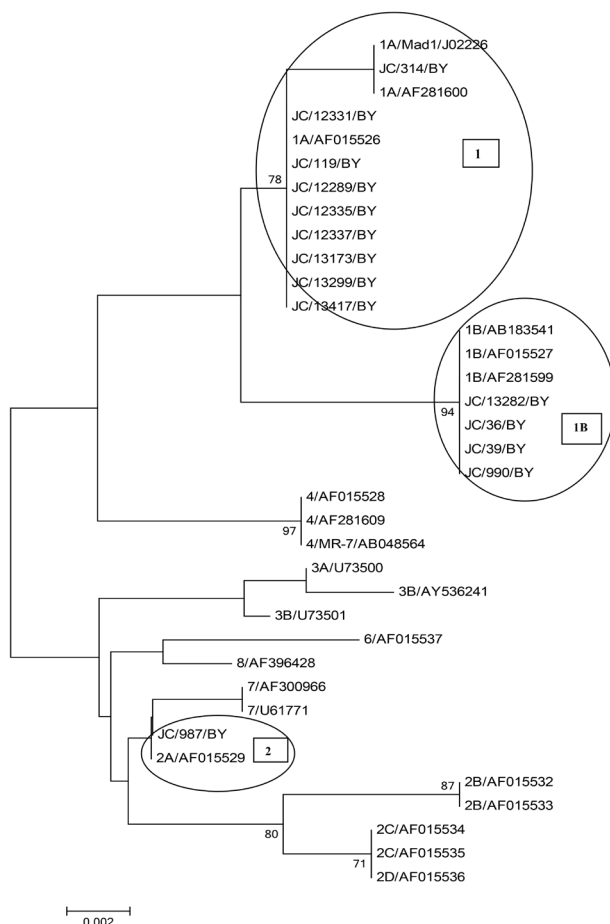 1A/Mad1/J02226
JC/314/BY
1A/AF281600
JC/12331/BY
1A/AF015526
JC/119/BY
1
78
JC/12289/BY
JC/12335/BY
JC/12337/BY
JC/13173/BY
JC/13299/BY
JC/13417/BY
1B/AB183541
1B/AF015527
1B/AF281599
94
JC/13282/BY
JC/36/BY
1B
JC/39/BY
JC/990/BY
4/AF015528
4/AF281609
97
4/MR-7/AB048564
3A/U73500
3B/AY536241
3B/U73501
6/AF015537
8/AF396428
7/AF300966
7/U61771
JC/987/BY
2A/AF015529
2
2B/AF015532
87
2B/AF015533
80
2C/AF015534
2C/AF015535
71
2D/AF015536
0.002